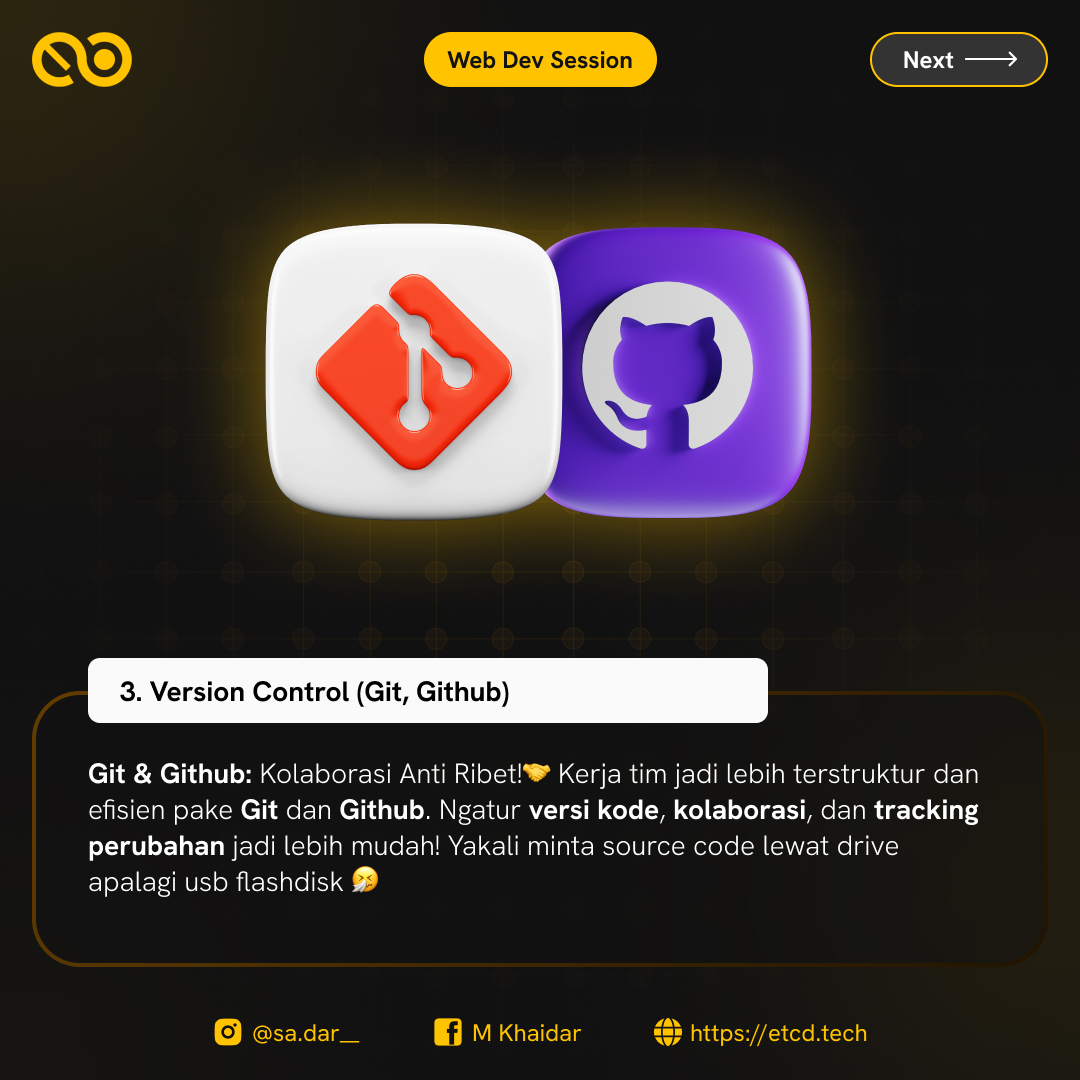 Web Dev Session
Next
3. Version Control (Git, Github)
Git & Github: Kolaborasi Anti Ribet!🤝 Kerja tim jadi lebih terstruktur dan
efisien pake Git dan Github. Ngatur versi kode, kolaborasi, dan tracking
perubahan jadi lebih mudah! Yakali minta source code lewat drive
apalagi usb flashdisk 🤧
@sa.dar__
M Khaidar
https://etcd.tech